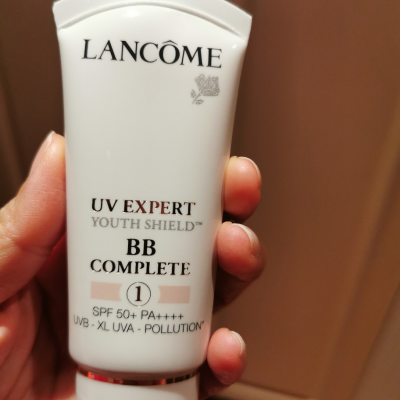 LANCÔME
UV EXPERT
YOUTH SHIELD™
BB
COMPLETE
1
SPF 50+ PA++++
UVB - XL UVA - POLLUTION*